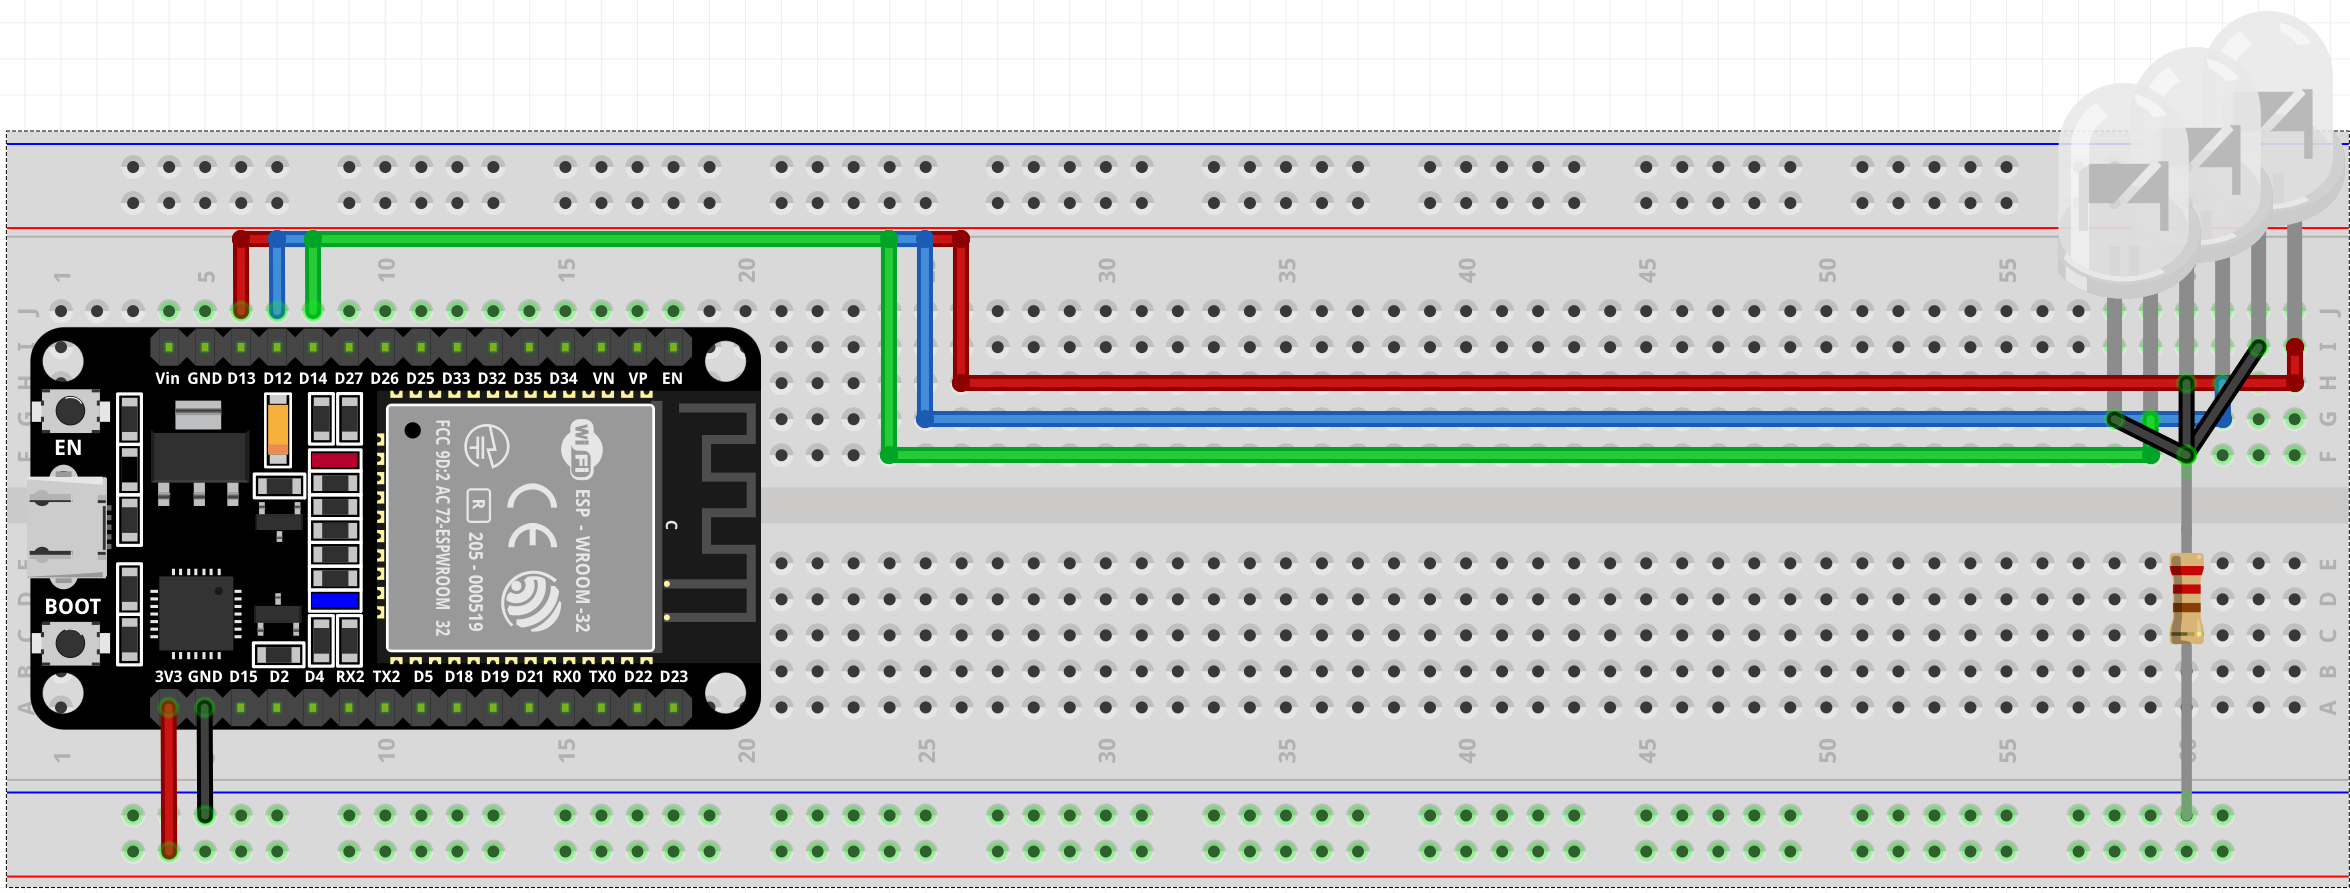 1 5 10 15 20 30 35 40 45 50 55
J J
I I
H H
G G
F F
Vin GND D13 D12 D14 D27 D26 D25 D33 D32 D35 D34 VN VP EN
EN
FCC 9D:2 AC 72-ESPWROOM 32
R 205 - 000519
CE
Wi Fi ESP - WROOM -32
C
E
D D
C C
B B
A A
BOOT
3V3 GND D15 D2 D4 RX2 TX2 D5 D18 D19 D21 RX0 TX0 D22 D23
1 10 15 20 25 30 35 40 45 50 55